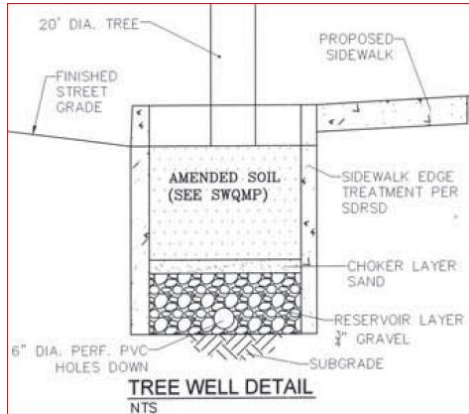 20' DIA. TREE
PROPOSED
SIDEWALK
FINISHED
STREET
GRADE
AMENDED SOIL
(SEE SWQMP)
SIDEWALK EDGE
TREATMENT PER
SDRSD
CHOKER LAYER
SAND
RESERVOIR LAYER
3/4" GRAVEL
6" DIA. PERF. PVC
HOLES DOWN
SUBGRADE
TREE WELL DETAIL
NTS